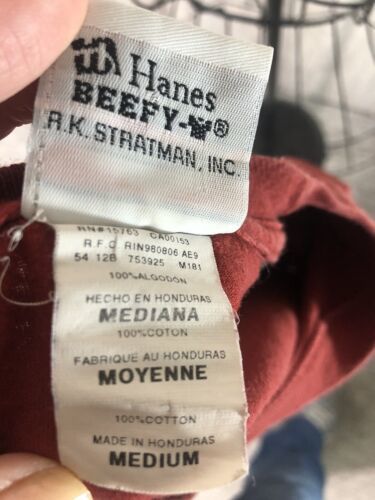 Hanes
BEEFY-T®
R.K. STRATMAN, INC.
RN#15763 CA00153
R.F.C. RIN980806 AE9
54 12B 753925 M181
100%ALGODON
HECHO EN HONDURAS
MEDIANA
100%COTON
FABRIQUE AU HONDURAS
MOYENNE
100%COTTON
MADE IN HONDURAS
MEDIUM